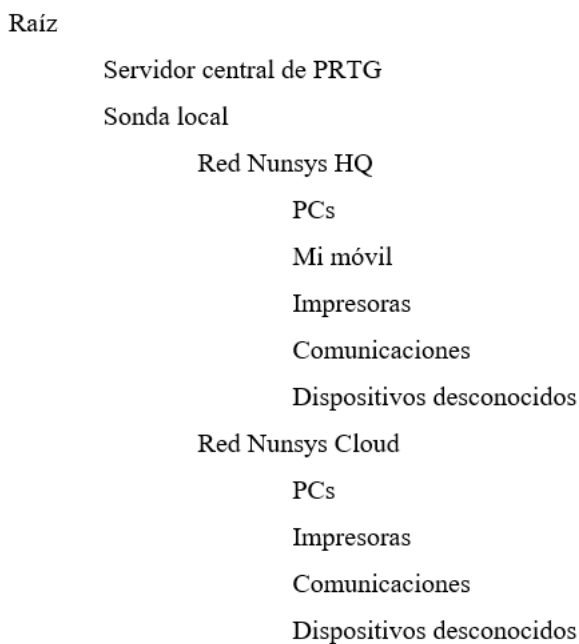 Raíz
Servidor central de PRTG
Sonda local
Red Nunsys HQ
PCs
Mi móvil
Impresoras
Comunicaciones
Dispositivos desconocidos
Red Nunsys Cloud
PCs
Impresoras
Comunicaciones
Dispositivos desconocidos